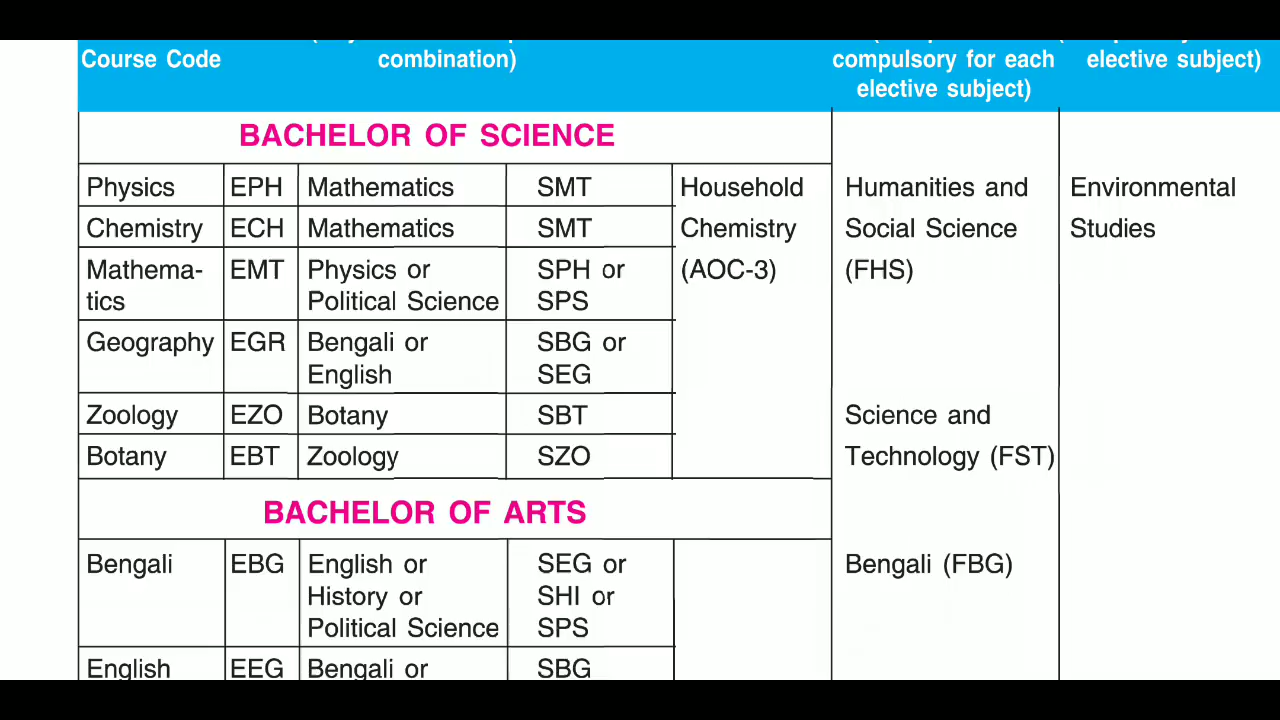 Course Code combination) compulsory for each elective subject)
elective subject)
BACHELOR OF SCIENCE
Physics EPH Mathematics SMT Household Humanities and Environmental
Chemistry ECH Mathematics SMT Chemistry Social Science Studies
Mathema- EMT Physics or SPH or (AOC-3) (FHS)
tics Political Science SPS
Geography EGR Bengali or SBG or
English SEG
Zoology EZO Botany SBT Science and
Botany EBT Zoology SZO Technology (FST)
BACHELOR OF ARTS
Bengali EBG English or SEG or Bengali (FBG)
History or SHI or
Political Science SPS
English EEG Bengali or SBG